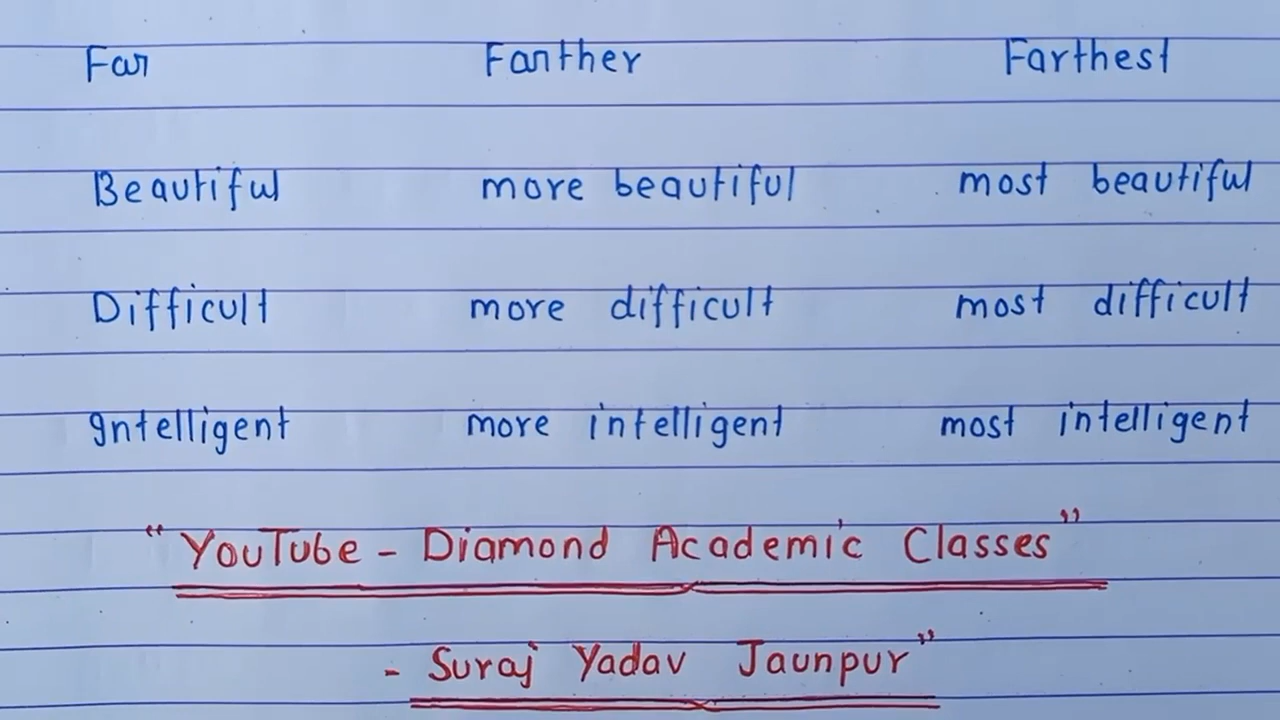 Far Farther Farthest
Beautiful more beautiful most beautiful
Difficult more difficult most difficult
Intelligent more intelligent most intelligent
“YouTube - Diamond Academic Classes”
- Suraj Yadav Jaunpur”